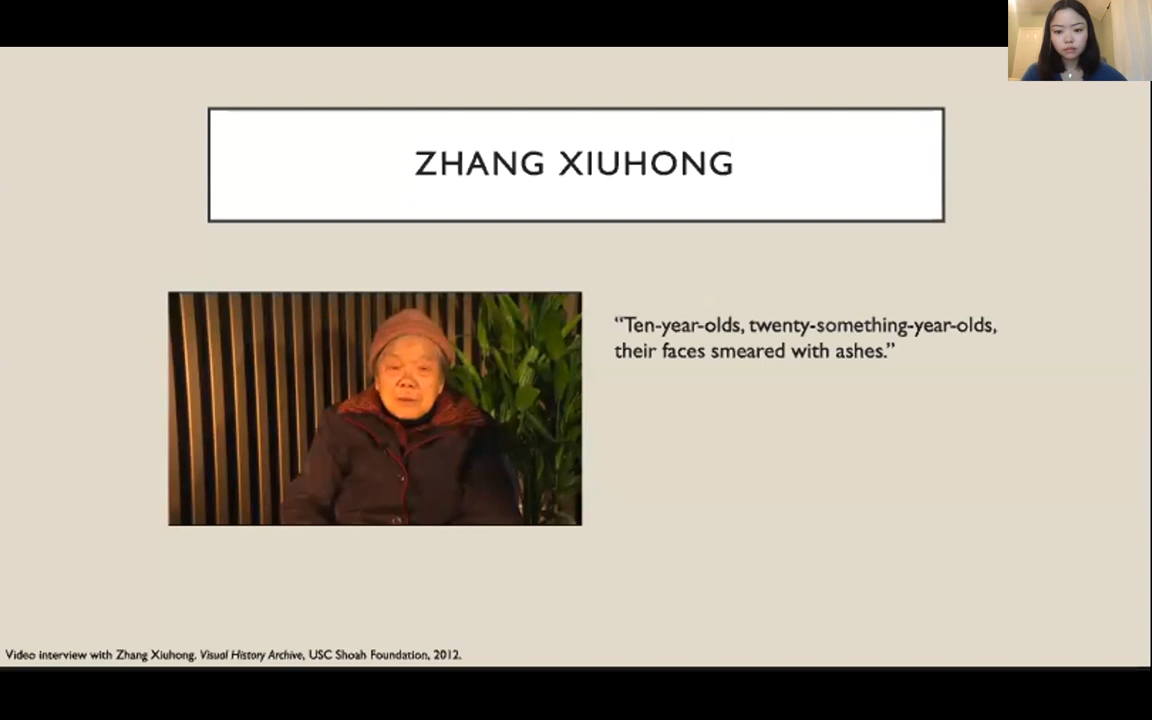 ZHANG XIUHONG
“Ten-year-olds, twenty-something-year-olds,
their faces smeared with ashes.”
Video interview with Zhang Xiuhong. Visual History Archive, USC Shoah Foundation, 2012.